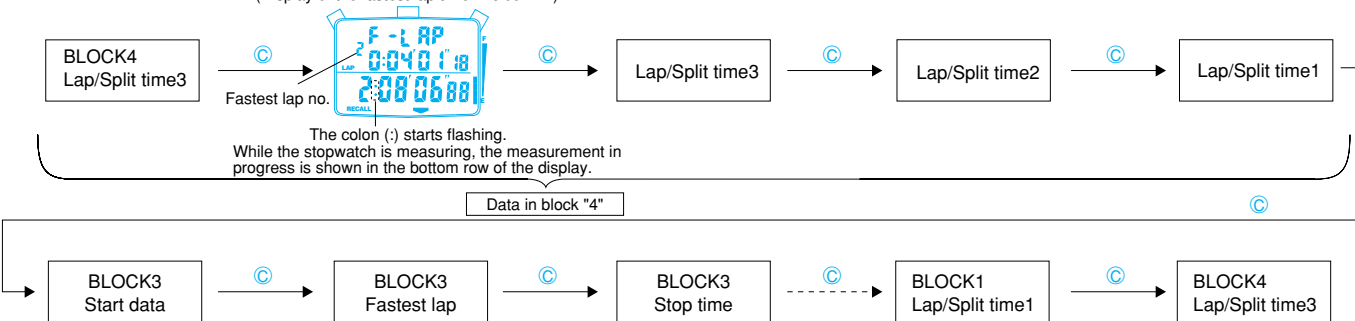 BLOCK4
Lap/Split time3
Ⓒ
F-LAP
2
LAP 0:04'01"18
2:08'06"88
RECALL
F
E
Fastest lap no.
Ⓒ
Lap/Split time3
Ⓒ
Lap/Split time2
Ⓒ
Lap/Split time1
The colon (:) starts flashing.
While the stopwatch is measuring, the measurement in
progress is shown in the bottom row of the display.
Data in block "4"
Ⓒ
BLOCK3
Start data
Ⓒ
BLOCK3
Fastest lap
Ⓒ
BLOCK3
Stop time
Ⓒ
BLOCK1
Lap/Split time1
Ⓒ
BLOCK4
Lap/Split time3